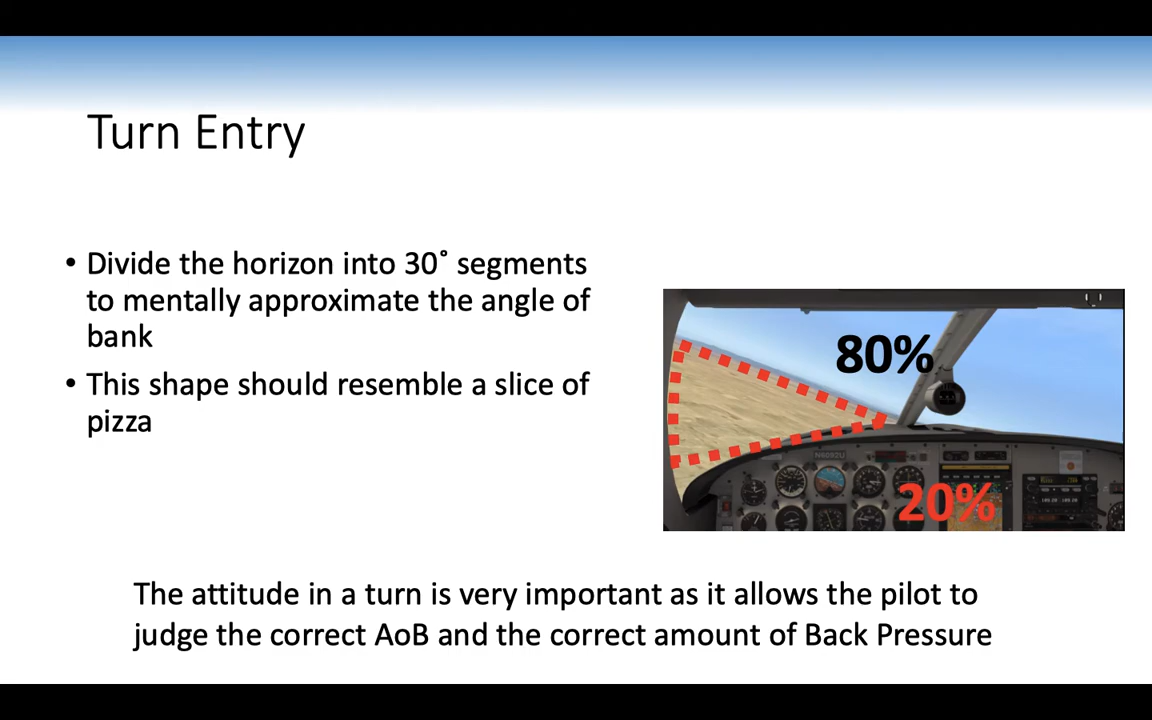 Turn Entry
• Divide the horizon into 30˚ segments
to mentally approximate the angle of
bank
• This shape should resemble a slice of
pizza
80%
N6092U
20%
The attitude in a turn is very important as it allows the pilot to
judge the correct AoB and the correct amount of Back Pressure